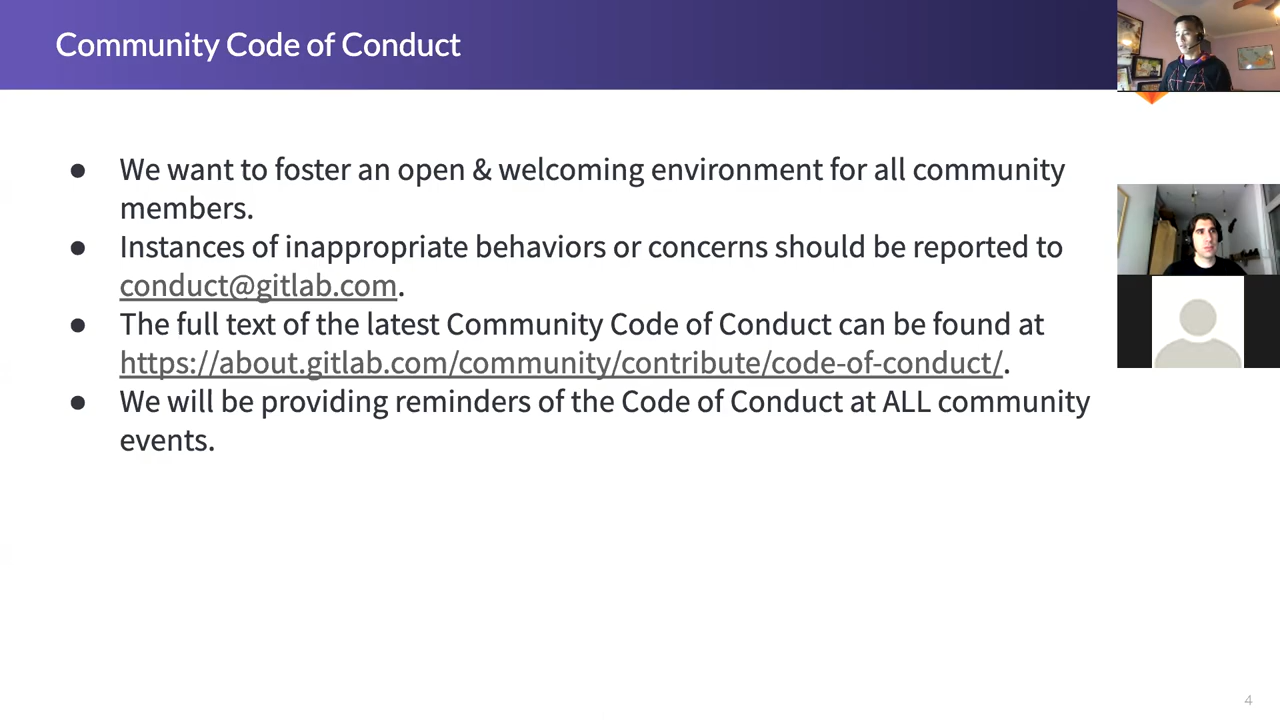 Community Code of Conduct
● We want to foster an open & welcoming environment for all community
members.
● Instances of inappropriate behaviors or concerns should be reported to
conduct@gitlab.com.
● The full text of the latest Community Code of Conduct can be found at
https://about.gitlab.com/community/contribute/code-of-conduct/.
● We will be providing reminders of the Code of Conduct at ALL community
events.
4